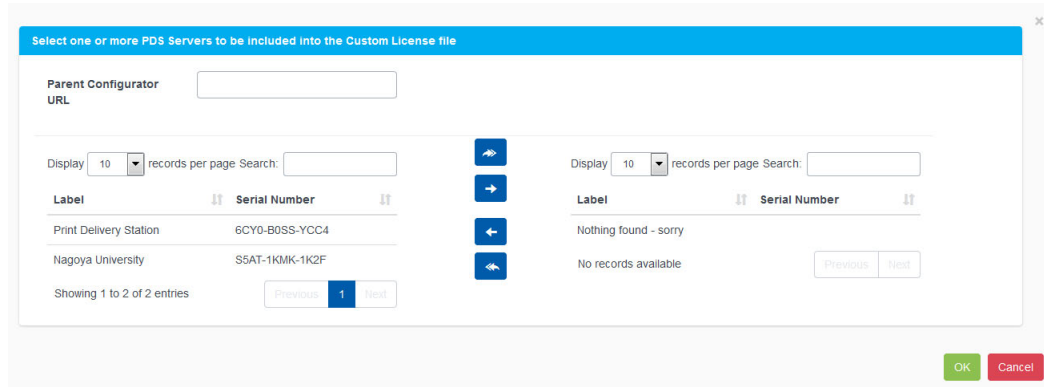 ×
Select one or more PDS Servers to be included into the Custom License file
Parent Configurator
URL
Display 10 records per page Search:
Label Serial Number
Print Delivery Station 6CY0-B0SS-YCC4
Nagoya University S5AT-1KMK-1K2F
Showing 1 to 2 of 2 entries Previous 1 Next
Display 10 records per page Search:
Label Serial Number
Nothing found - sorry
No records available Previous Next
OK Cancel